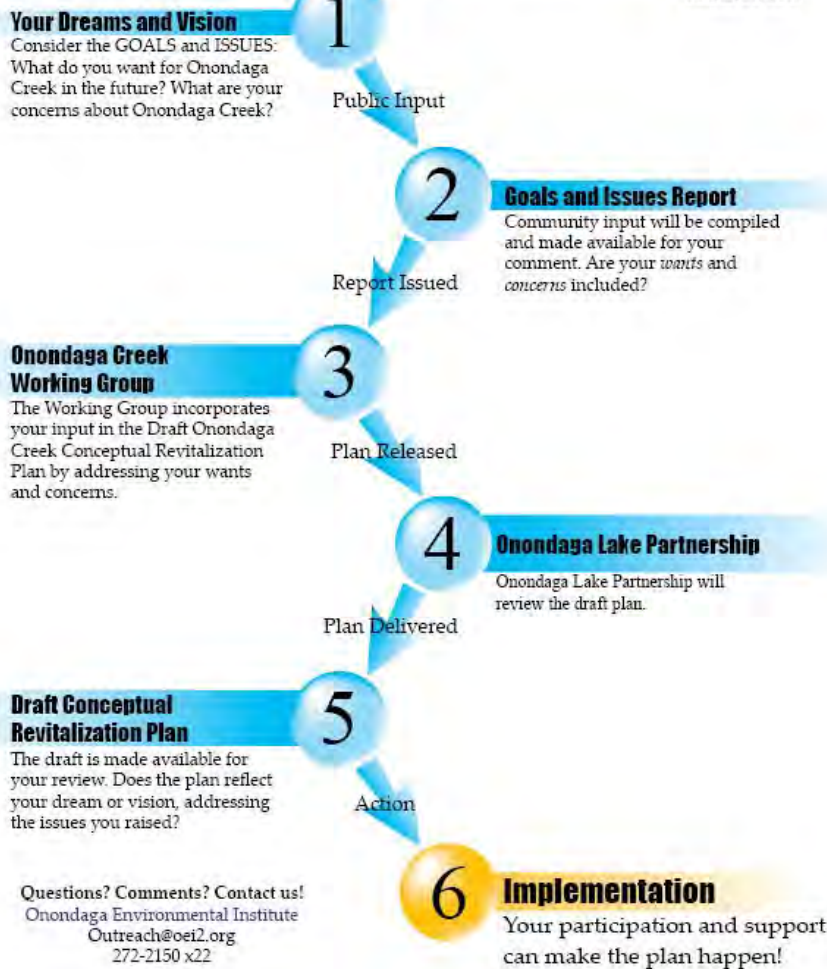 Your Dreams and Vision
Consider the GOALS and ISSUES:
What do you want for Onondaga
Creek in the future? What are your
concerns about Onondaga Creek?
1
Public Input
2
Goals and Issues Report
Community input will be compiled
and made available for your
comment. Are your wants and
concerns included?
Report Issued
3
Onondaga Creek
Working Group
The Working Group incorporates
your input in the Draft Onondaga
Creek Conceptual Revitalization
Plan by addressing your wants
and concerns.
Plan Released
4
Onondaga Lake Partnership
Onondaga Lake Partnership will
review the draft plan.
Plan Delivered
5
Draft Conceptual
Revitalization Plan
The draft is made available for
your review. Does the plan reflect
your dream or vision, addressing
the issues you raised?
Action
6
Implementation
Your participation and support
can make the plan happen!
Questions? Comments? Contact us!
Onondaga Environmental Institute
Outreach@oei2.org
272-2150 x22